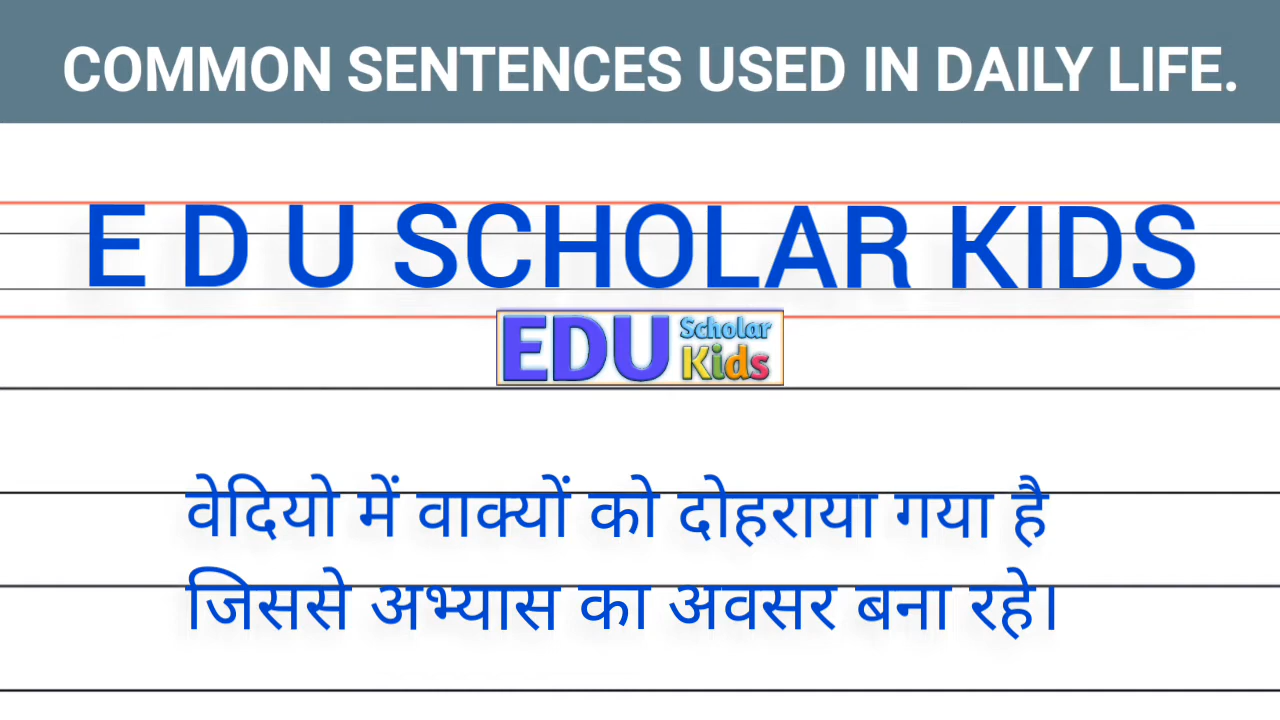 COMMON SENTENCES USED IN DAILY LIFE.
E D U SCHOLAR KIDS
EDU Scholar Kids
वेदियो में वाक्यों को दोहराया गया है
जिससे अभ्यास का अवसर बना रहे।